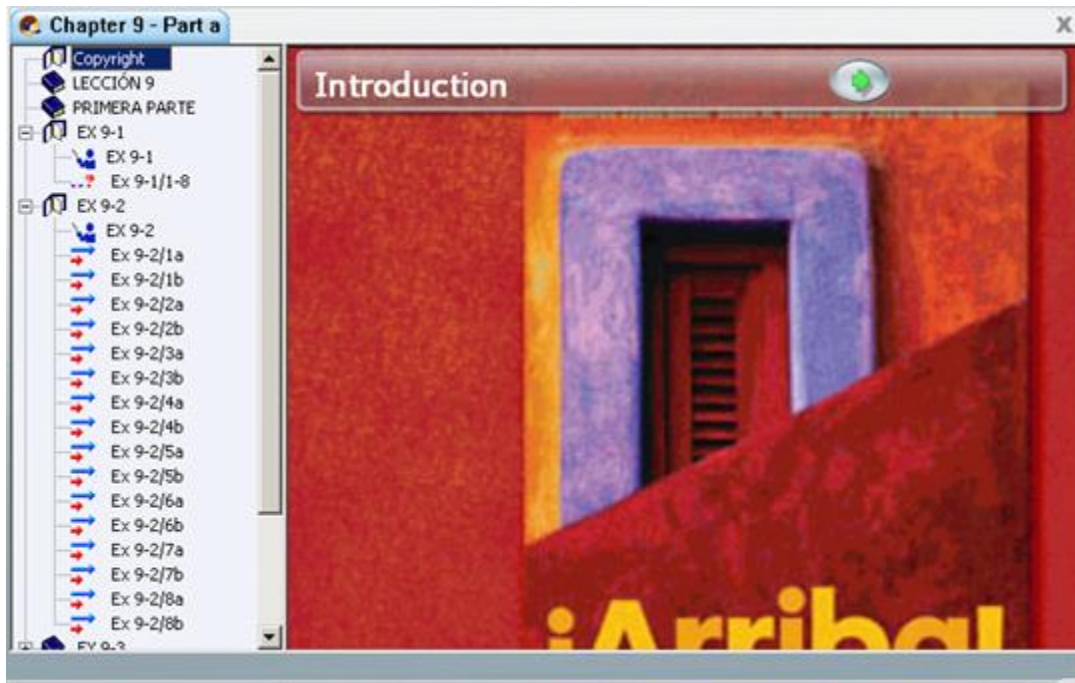 Chapter 9 - Part a
Copyright
LECCIÓN 9
PRIMERA PARTE
EX 9-1
EX 9-1
Ex 9-1/1-8
EX 9-2
EX 9-2
Ex 9-2/1a
Ex 9-2/1b
Ex 9-2/2a
Ex 9-2/2b
Ex 9-2/3a
Ex 9-2/3b
Ex 9-2/4a
Ex 9-2/4b
Ex 9-2/5a
Ex 9-2/5b
Ex 9-2/6a
Ex 9-2/6b
Ex 9-2/7a
Ex 9-2/7b
Ex 9-2/8a
Ex 9-2/8b
EX 9-3
Introduction
¡Arriba!